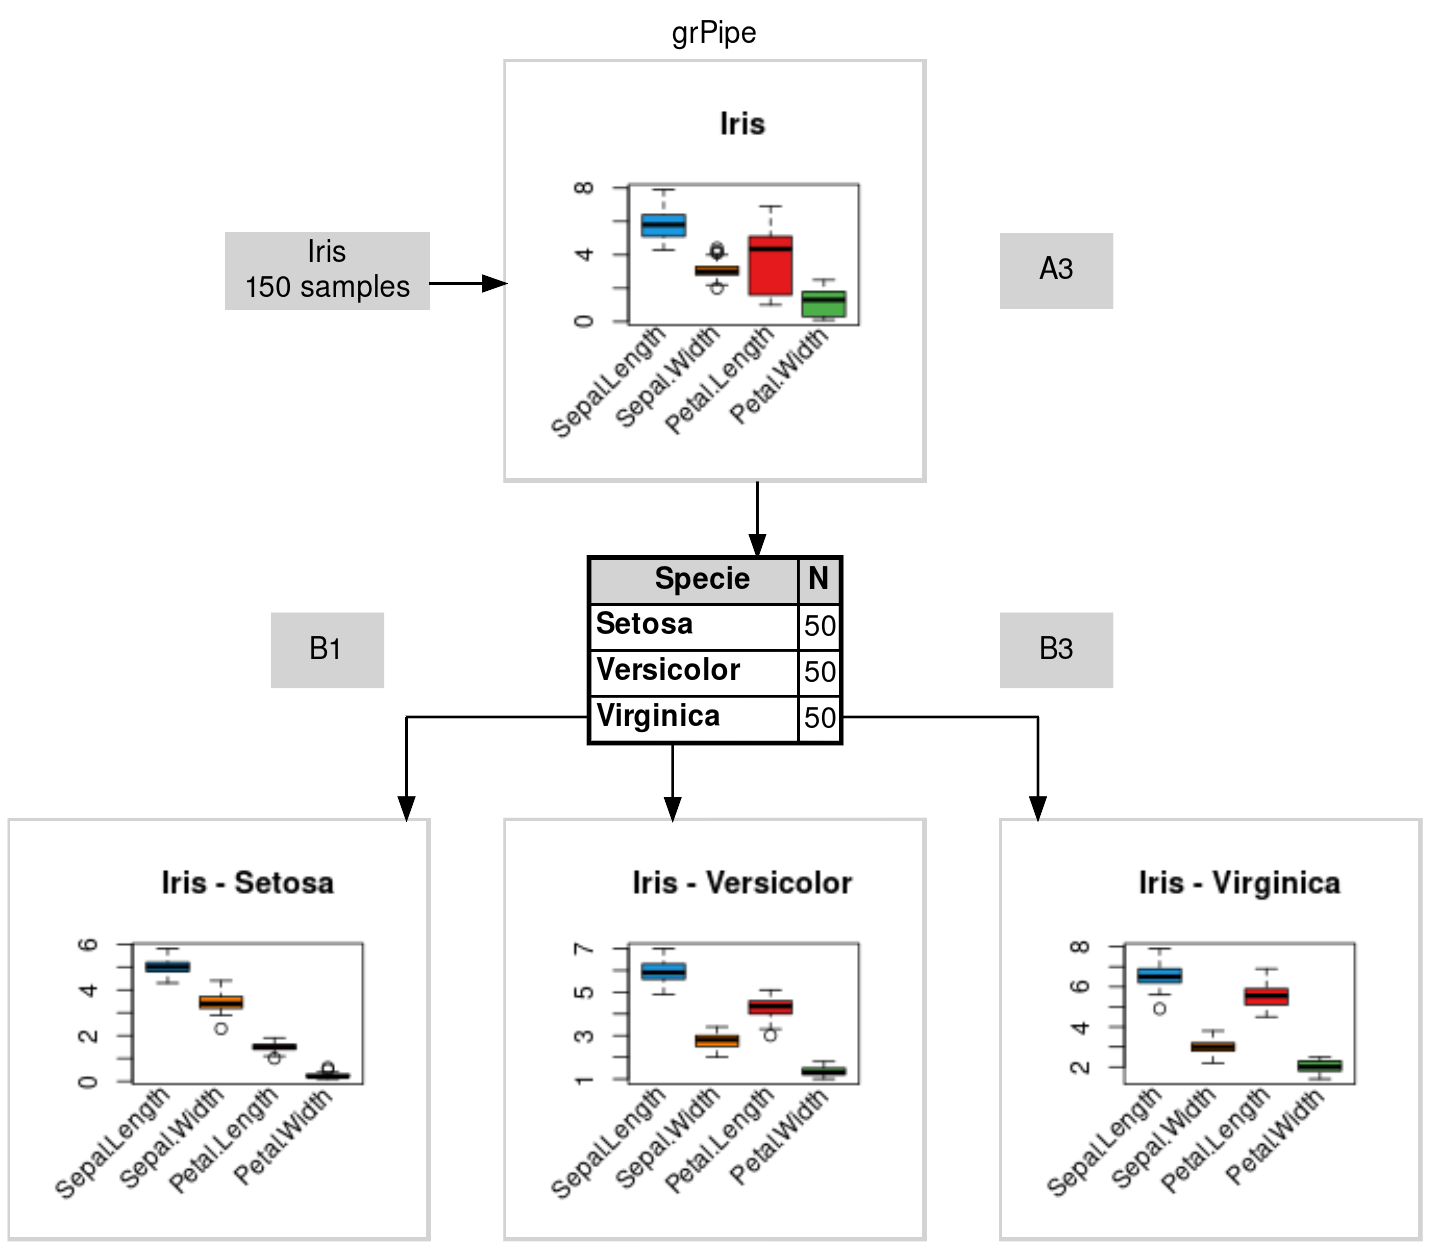 grPipe
Iris
8
4
0
Sepal.Length
Sepal.Width
Petal.Length
Petal.Width
Iris
150 samples
A3
Specie N
Setosa 50
Versicolor 50
Virginica 50
B1
B3
Iris - Setosa
6
4
2
0
Sepal.Length
Sepal.Width
Petal.Length
Petal.Width
Iris - Versicolor
7
5
3
1
Sepal.Length
Sepal.Width
Petal.Length
Petal.Width
Iris - Virginica
8
6
4
2
Sepal.Length
Sepal.Width
Petal.Length
Petal.Width